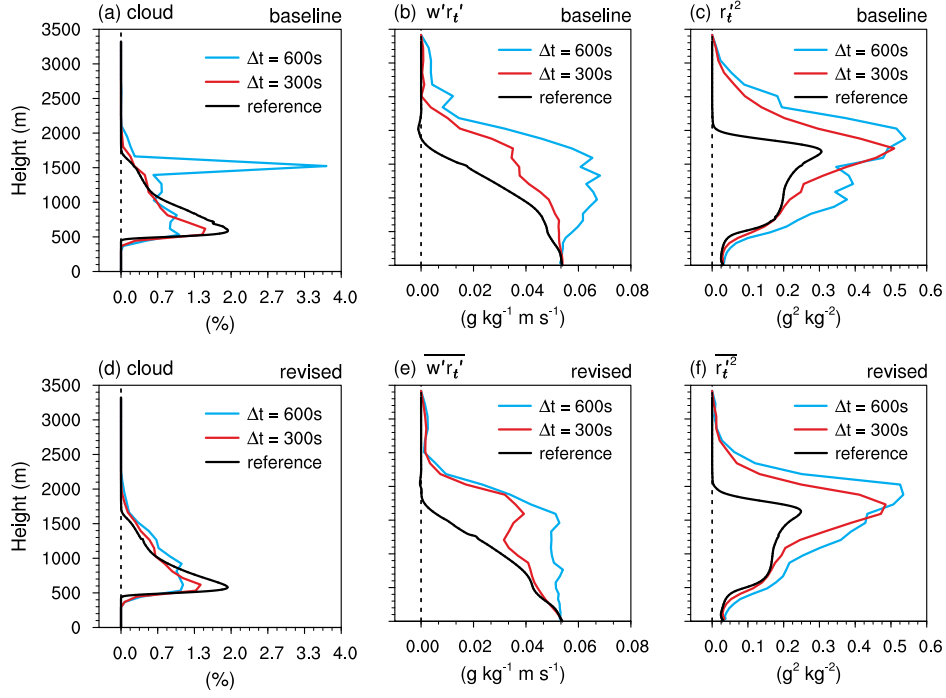 (a) cloud baseline
3500
3000
2500
2000
1500
1000
500
0
Height (m)
Δt = 600s
Δt = 300s
reference
0.0 0.7 1.3 2.0 2.7 3.3 4.0
(%)
(b) w'rₜ' baseline
Δt = 600s
Δt = 300s
reference
0.00 0.02 0.04 0.06 0.08
(g kg⁻¹ m s⁻¹)
(c) rₜ'² baseline
Δt = 600s
Δt = 300s
reference
0.0 0.1 0.2 0.3 0.4 0.5 0.6
(g² kg⁻²)
(d) cloud revised
3500
3000
2500
2000
1500
1000
500
0
Height (m)
Δt = 600s
Δt = 300s
reference
0.0 0.7 1.3 2.0 2.7 3.3 4.0
(%)
(e) w'rₜ' revised
Δt = 600s
Δt = 300s
reference
0.00 0.02 0.04 0.06 0.08
(g kg⁻¹ m s⁻¹)
(f) rₜ'² revised
Δt = 600s
Δt = 300s
reference
0.0 0.1 0.2 0.3 0.4 0.5 0.6
(g² kg⁻²)